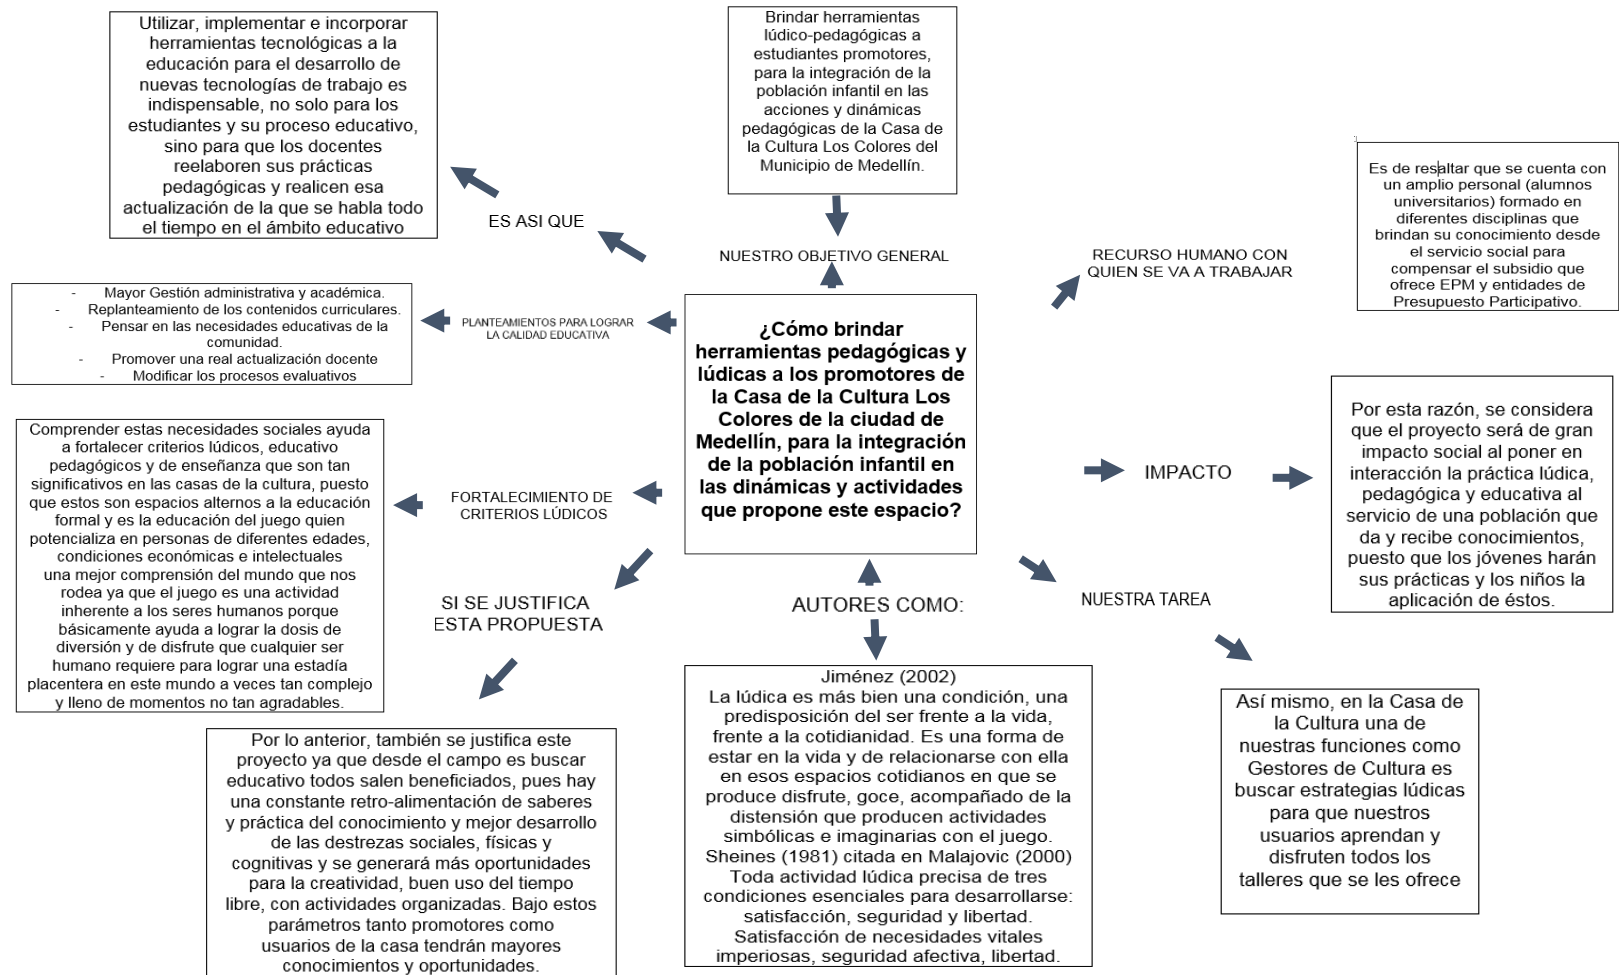 Utilizar, implementar e incorporar
herramientas tecnológicas a la
educación para el desarrollo de
nuevas tecnologías de trabajo es
indispensable, no solo para los
estudiantes y su proceso educativo,
sino para que los docentes
reelaboren sus prácticas
pedagógicas y realicen esa
actualización de la que se habla todo
el tiempo en el ámbito educativo
ES ASI QUE
Brindar herramientas
lúdico-pedagógicas a
estudiantes promotores,
para la integración de la
población infantil en las
acciones y dinámicas
pedagógicas de la Casa de
la Cultura Los Colores del
Municipio de Medellín.
NUESTRO OBJETIVO GENERAL
RECURSO HUMANO CON
QUIEN SE VA A TRABAJAR
Es de resaltar que se cuenta con
un amplio personal (alumnos
universitarios) formado en
diferentes disciplinas que
brindan su conocimiento desde
el servicio social para
compensar el subsidio que
ofrece EPM y entidades de
Presupuesto Participativo.
- Mayor Gestión administrativa y académica.
- Replanteamiento de los contenidos curriculares.
- Pensar en las necesidades educativas de la
comunidad.
- Promover una real actualización docente
- Modificar los procesos evaluativos
PLANTEAMIENTOS PARA LOGRAR
LA CALIDAD EDUCATIVA
¿Cómo brindar
herramientas pedagógicas y
lúdicas a los promotores de
la Casa de la Cultura Los
Colores de la ciudad de
Medellín, para la integración
de la población infantil en
las dinámicas y actividades
que propone este espacio?
IMPACTO
Por esta razón, se considera
que el proyecto será de gran
impacto social al poner en
interacción la práctica lúdica,
pedagógica y educativa al
servicio de una población que
da y recibe conocimientos,
puesto que los jóvenes harán
sus prácticas y los niños la
aplicación de éstos.
Comprender estas necesidades sociales ayuda
a fortalecer criterios lúdicos, educativo
pedagógicos y de enseñanza que son tan
significativos en las casas de la cultura, puesto
que estos son espacios alternos a la educación
formal y es la educación del juego quien
potencializa en personas de diferentes edades,
condiciones económicas e intelectuales
una mejor comprensión del mundo que nos
rodea ya que el juego es una actividad
inherente a los seres humanos porque
básicamente ayuda a lograr la dosis de
diversión y de disfrute que cualquier ser
humano requiere para lograr una estadía
placentera en este mundo a veces tan complejo
y lleno de momentos no tan agradables.
FORTALECIMIENTO DE
CRITERIOS LÚDICOS
SI SE JUSTIFICA
ESTA PROPUESTA
AUTORES COMO:
NUESTRA TAREA
Por lo anterior, también se justifica este
proyecto ya que desde el campo es buscar
educativo todos salen beneficiados, pues hay
una constante retro-alimentación de saberes
y práctica del conocimiento y mejor desarrollo
de las destrezas sociales, físicas y
cognitivas y se generará más oportunidades
para la creatividad, buen uso del tiempo
libre, con actividades organizadas. Bajo estos
parámetros tanto promotores como
usuarios de la casa tendrán mayores
conocimientos y oportunidades.
Jiménez (2002)
La lúdica es más bien una condición, una
predisposición del ser frente a la vida,
frente a la cotidianidad. Es una forma de
estar en la vida y de relacionarse con ella
en esos espacios cotidianos en que se
produce disfrute, goce, acompañado de la
distensión que producen actividades
simbólicas e imaginarias con el juego.
Sheines (1981) citada en Malajovic (2000)
Toda actividad lúdica precisa de tres
condiciones esenciales para desarrollarse:
satisfacción, seguridad y libertad.
Satisfacción de necesidades vitales
imperiosas, seguridad afectiva, libertad.
Así mismo, en la Casa de
la Cultura una de
nuestras funciones como
Gestores de Cultura es
buscar estrategias lúdicas
para que nuestros
usuarios aprendan y
disfruten todos los
talleres que se les ofrece